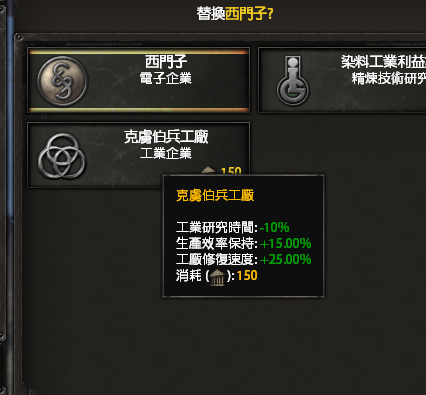 替換西門子?
西門子
電子企業
染料工業利益
精煉技術研究
克虜伯兵工廠
工業企業
150
克虜伯兵工廠
工業研究時間: -10%
生產效率保持: +15.00%
工廠修復速度: +25.00%
消耗 ( ): 150